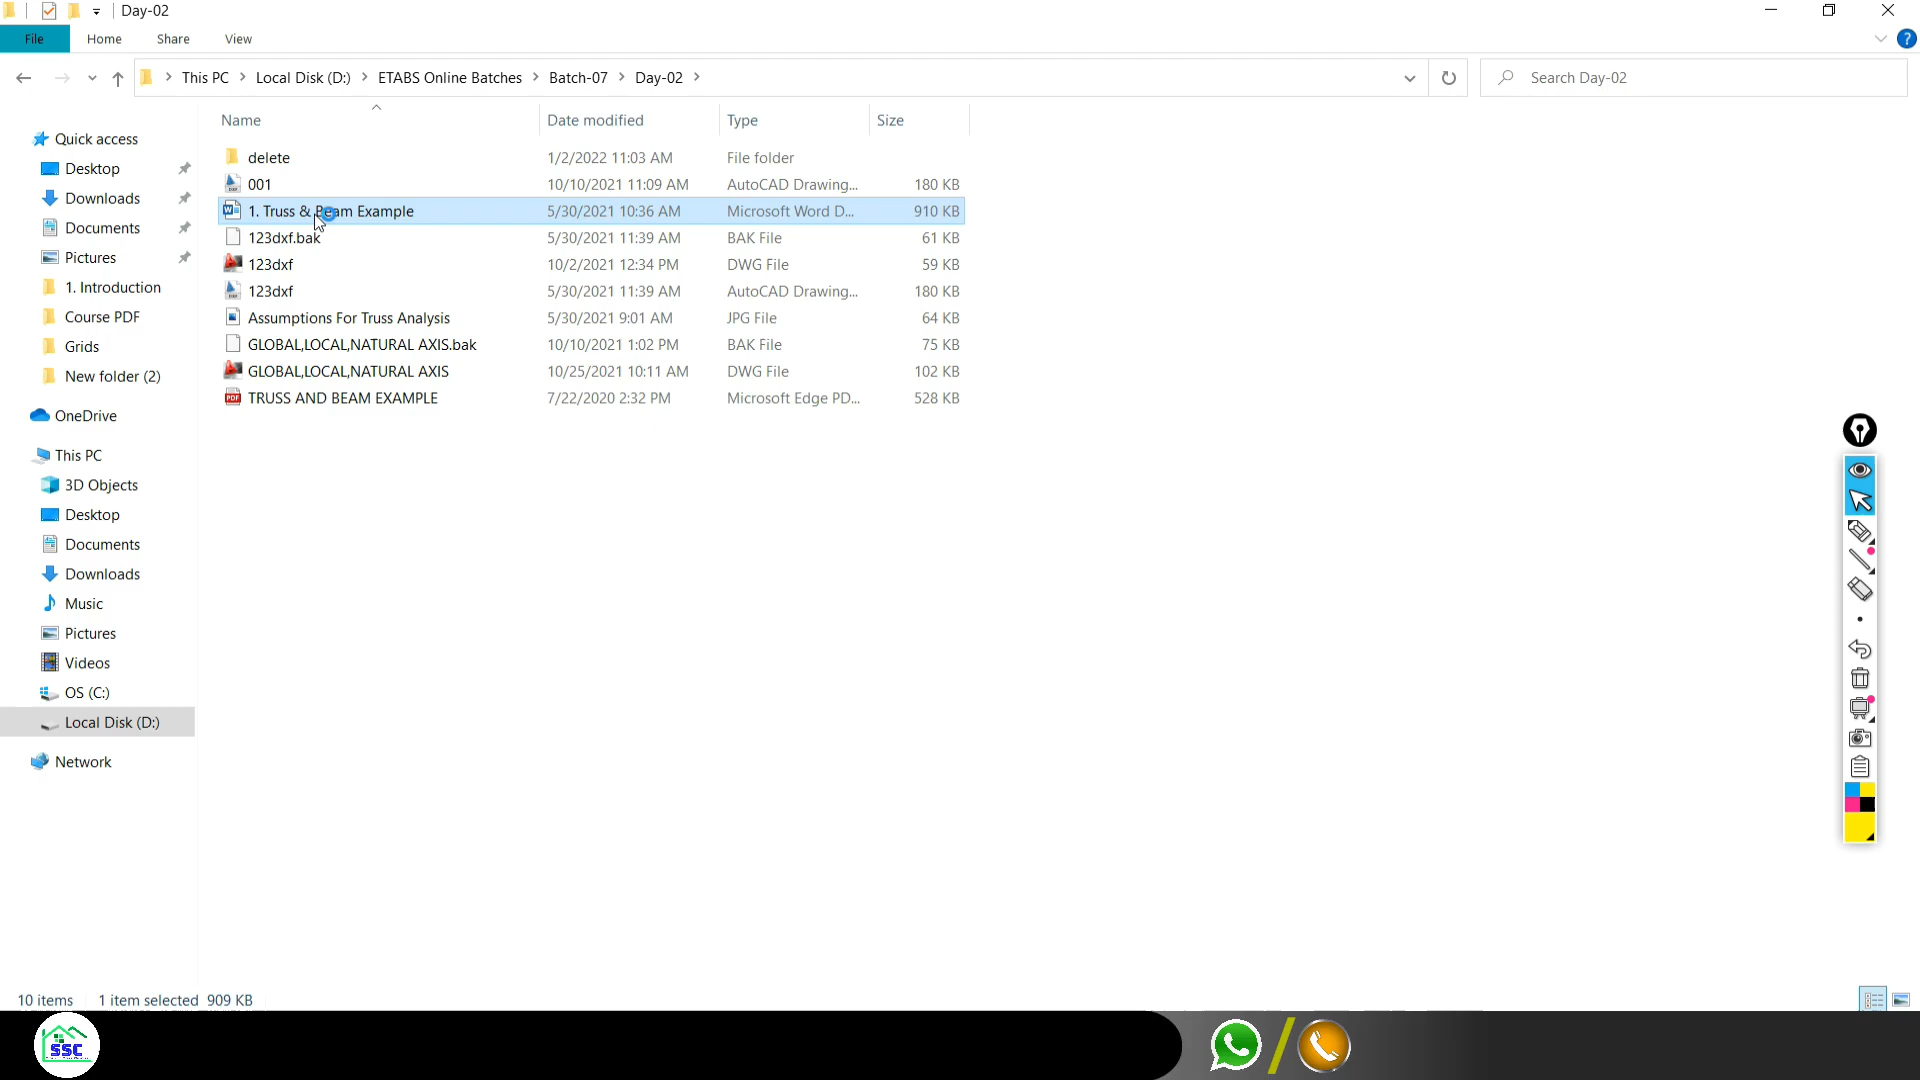 Day-02
File Home Share View
This PC Local Disk (D:) ETABS Online Batches Batch-07 Day-02
Search Day-02
Name Date modified Type Size
Quick access
Desktop
Downloads
Documents
Pictures
1. Introduction
Course PDF
Grids
New folder (2)
OneDrive
This PC
3D Objects
Desktop
Documents
Downloads
Music
Pictures
Videos
OS (C:)
Local Disk (D:)
Network
delete 1/2/2022 11:03 AM File folder
001 10/10/2021 11:09 AM AutoCAD Drawing... 180 KB
1. Truss & Beam Example 5/30/2021 10:36 AM Microsoft Word D... 910 KB
123dxf.bak 5/30/2021 11:39 AM BAK File 61 KB
123dxf 10/2/2021 12:34 PM DWG File 59 KB
123dxf 5/30/2021 11:39 AM AutoCAD Drawing... 180 KB
Assumptions For Truss Analysis 5/30/2021 9:01 AM JPG File 64 KB
GLOBAL,LOCAL,NATURAL AXIS.bak 10/10/2021 1:02 PM BAK File 75 KB
GLOBAL,LOCAL,NATURAL AXIS 10/25/2021 10:11 AM DWG File 102 KB
TRUSS AND BEAM EXAMPLE 7/22/2020 2:32 PM Microsoft Edge PD... 528 KB
10 items 1 item selected 909 KB
SSC